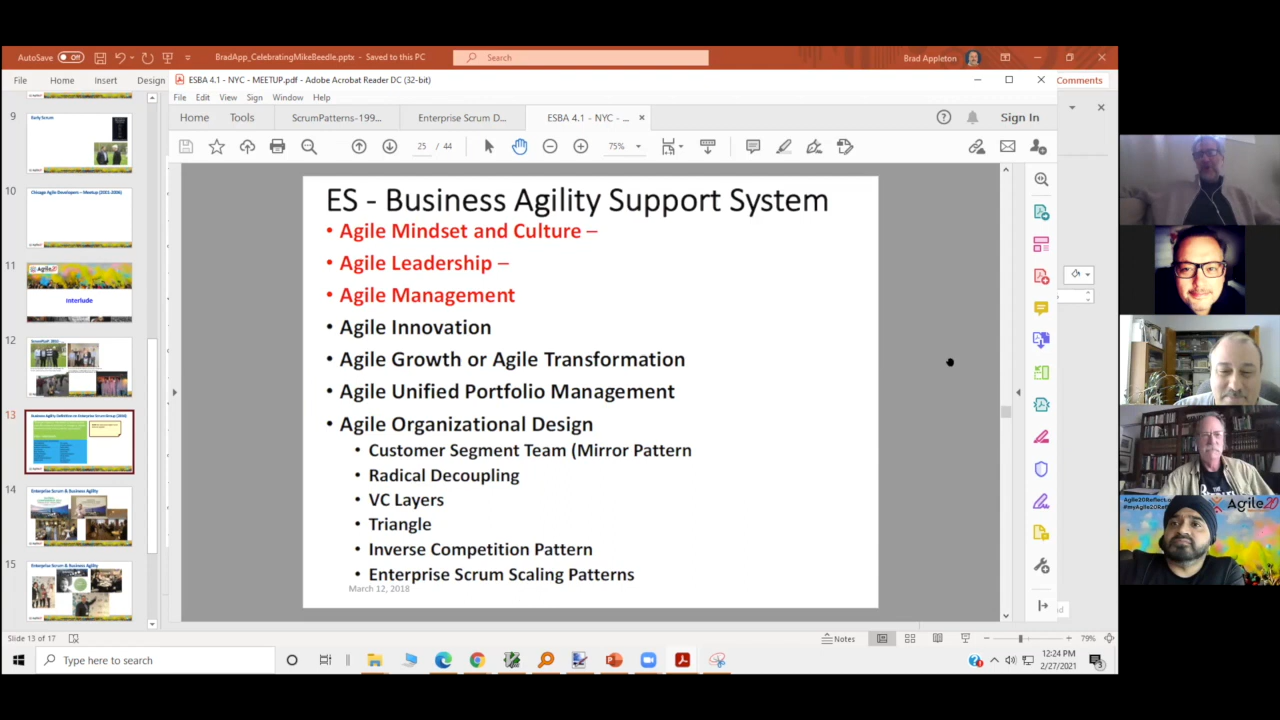 AutoSave Off BradApp_CelebratingMikeBeedle.pptx - Saved to this PC Search Brad Appleton
File Home Insert Design Comments
ESBA 4.1 - NYC - MEETUP.pdf - Adobe Acrobat Reader DC (32-bit)
File Edit View Sign Window Help
Home Tools ScrumPatterns-199... Enterprise Scrum D... ESBA 4.1 - NYC - ... Sign In
25 / 44 75%
9
Early Scrum
10
Chicago Agile Developers – Meetup (2001-2006)
11
Interlude
12
13
14
Enterprise Scrum & Business Agility
15
Enterprise Scrum & Business Agility
ES - Business Agility Support System
• Agile Mindset and Culture –
• Agile Leadership –
• Agile Management
• Agile Innovation
• Agile Growth or Agile Transformation
• Agile Unified Portfolio Management
• Agile Organizational Design
• Customer Segment Team (Mirror Pattern
• Radical Decoupling
• VC Layers
• Triangle
• Inverse Competition Pattern
• Enterprise Scrum Scaling Patterns
March 12, 2018
Agile20
Slide 13 of 17 Notes 79%
Type here to search
12:24 PM
2/27/2021
3